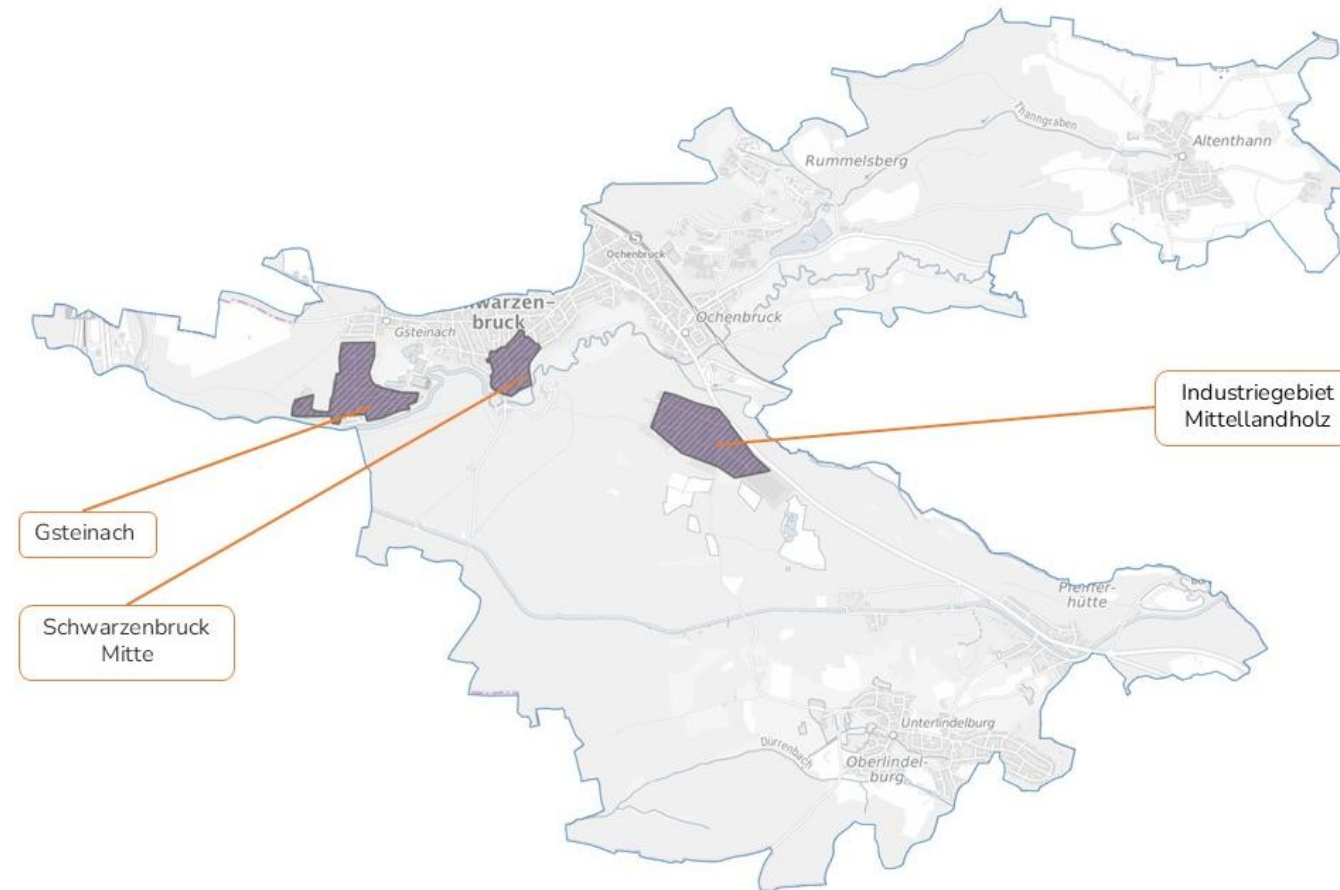 Thanngraben
Altenthann
Rummelsberg
S
Ochenbruck
Ochenbruck
Gsteinach
warzen-
bruck
Industriegebiet
Mittellandholz
Gsteinach
Schwarzenbruck
Mitte
Pfeiffer-
hütte
Unterlindelburg
Dürrenbach
Oberlindel-
burg